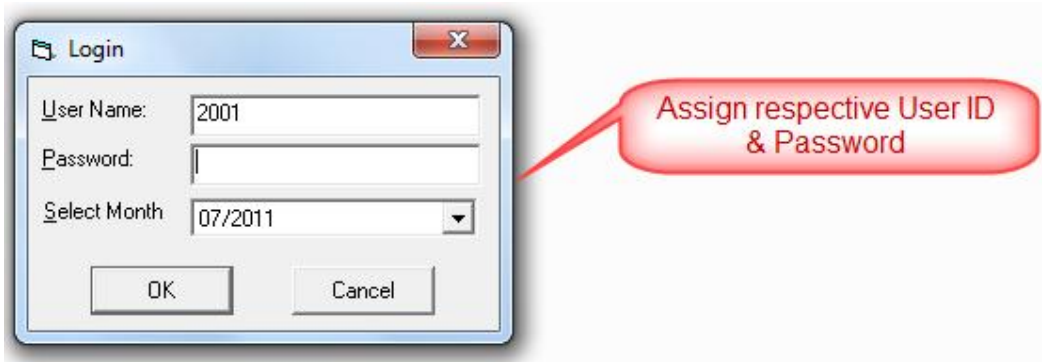 Login
User Name:
2001
Password:
Select Month
07/2011
OK
Cancel
Assign respective User ID
& Password